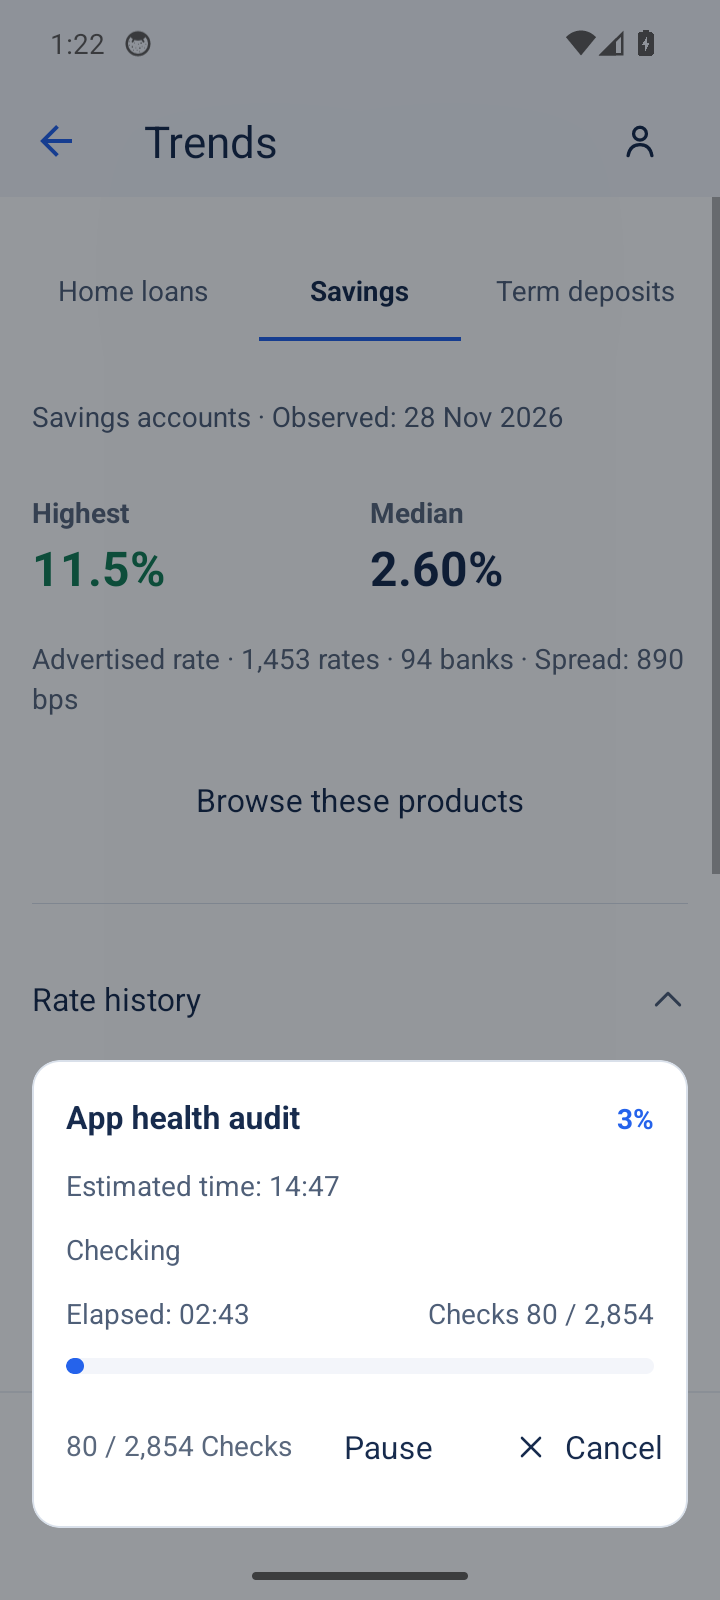 1:22
Trends
Home loans Savings Term deposits
Savings accounts · Observed: 28 Nov 2026
Highest Median
11.5% 2.60%
Advertised rate · 1,453 rates · 94 banks · Spread: 890
bps
Browse these products
Rate history
App health audit 3%
Estimated time: 14:47
Checking
Elapsed: 02:43 Checks 80 / 2,854
80 / 2,854 Checks Pause Cancel